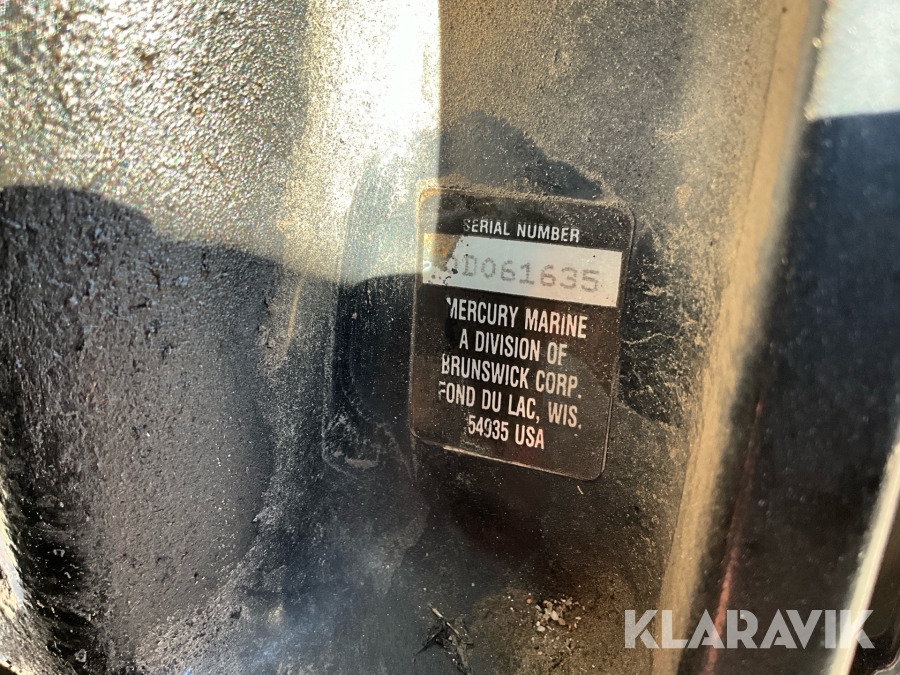 SERIAL NUMBER
0D061635
MERCURY MARINE
A DIVISION OF
BRUNSWICK CORP.
FOND DU LAC, WIS.
54935 USA
KLARAVIK